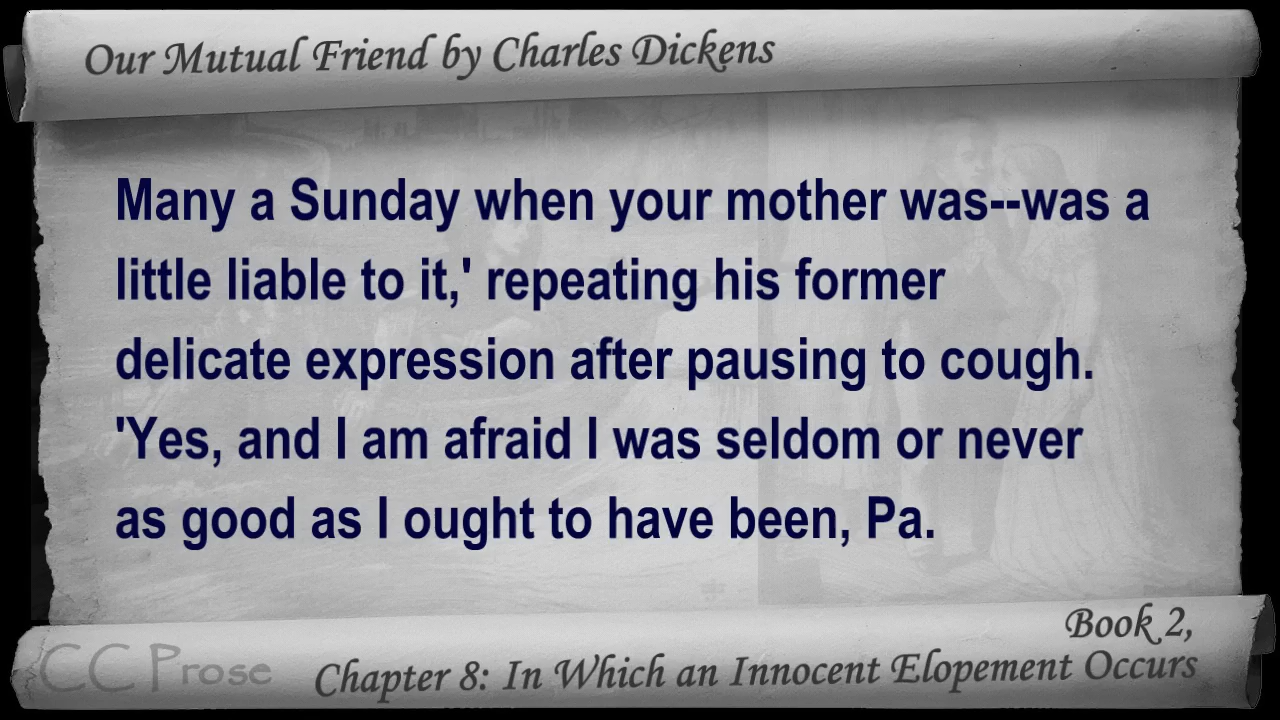 Our Mutual Friend by Charles Dickens
Many a Sunday when your mother was--was a
little liable to it,' repeating his former
delicate expression after pausing to cough.
'Yes, and I am afraid I was seldom or never
as good as I ought to have been, Pa.
Book 2,
CC Prose
Chapter 8: In Which an Innocent Elopement Occurs